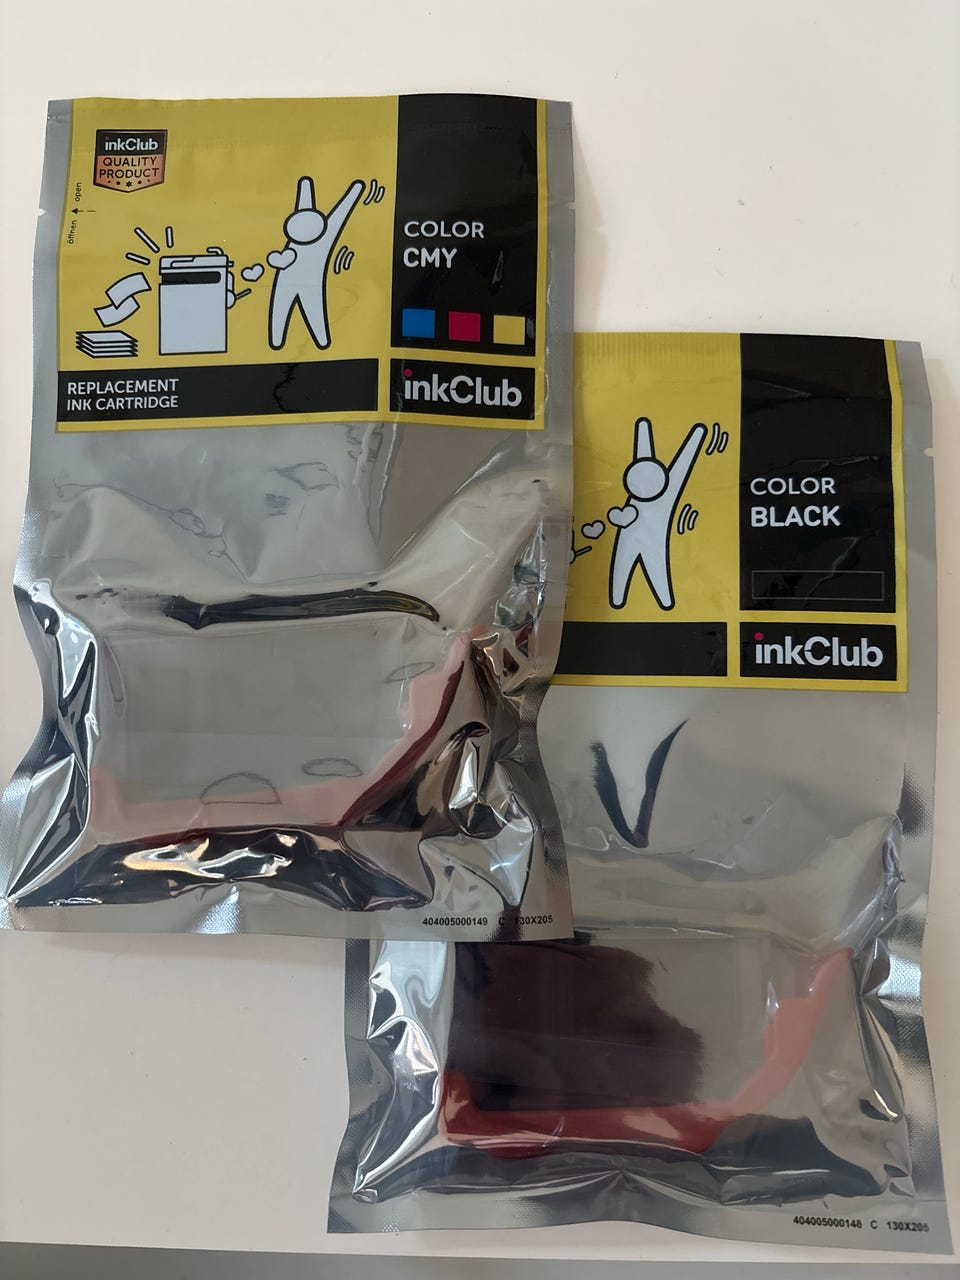 inkClub
QUALITY
PRODUCT
öffnen open
COLOR
CMY
REPLACEMENT
INK CARTRIDGE
inkClub
404005000149 C 130X205
COLOR
BLACK
inkClub
404005000148 C 130X205